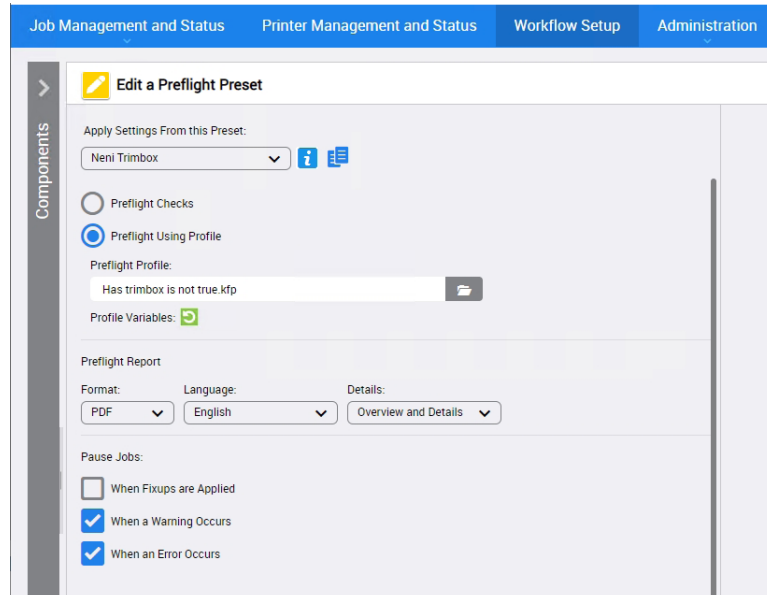 Job Management and Status Printer Management and Status Workflow Setup Administration
Components
Edit a Preflight Preset
Apply Settings From this Preset:
Neni Trimbox
Preflight Checks
Preflight Using Profile
Preflight Profile:
Has trimbox is not true.kfp
Profile Variables:
Preflight Report
Format: Language: Details:
PDF English Overview and Details
Pause Jobs:
When Fixups are Applied
When a Warning Occurs
When an Error Occurs